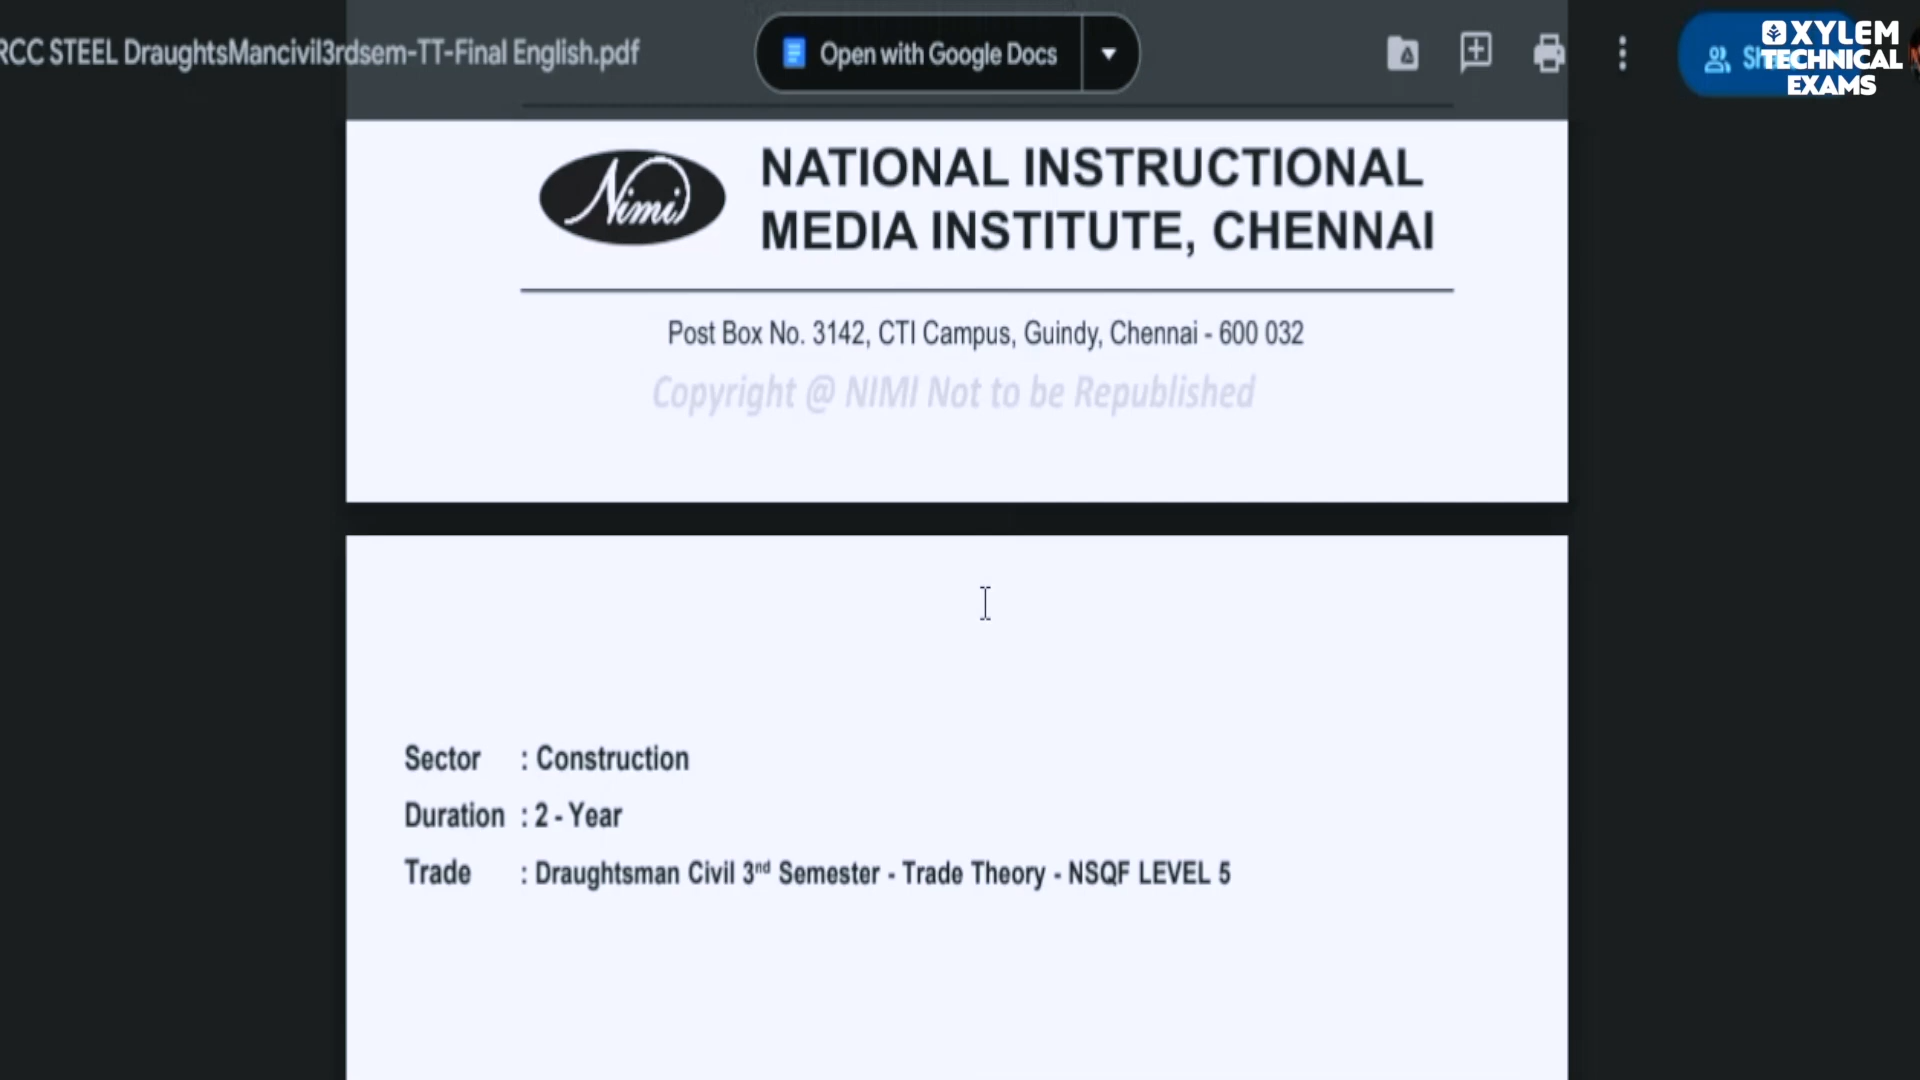 RCC STEEL DraughtsMancivil3rdsem-TT-Final English.pdf
Open with Google Docs
XYLEM
TECHNICAL
EXAMS
Nimi
NATIONAL INSTRUCTIONAL
MEDIA INSTITUTE, CHENNAI
Post Box No. 3142, CTI Campus, Guindy, Chennai - 600 032
Copyright @ NIMI Not to be Republished
Sector : Construction
Duration : 2 - Year
Trade : Draughtsman Civil 3nd Semester - Trade Theory - NSQF LEVEL 5